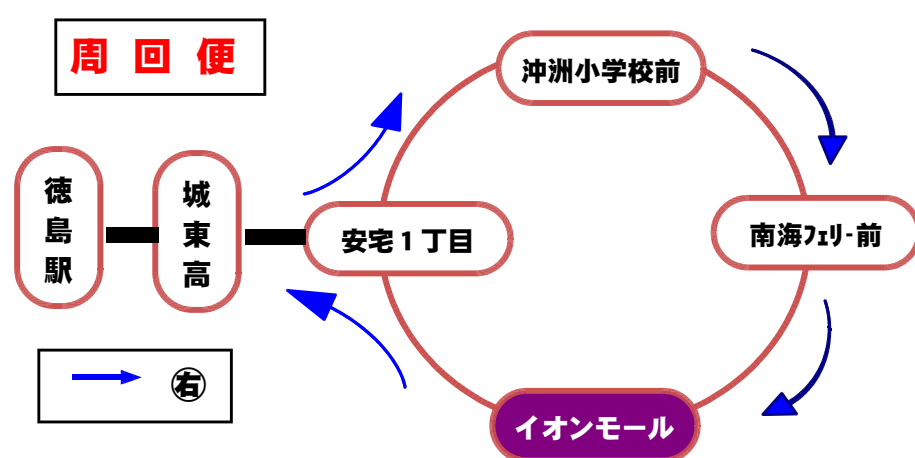 周回便
沖洲小学校前
徳島駅
城東高
安宅1丁目
南海ﾌｪﾘｰ前
㊨
イオンモール